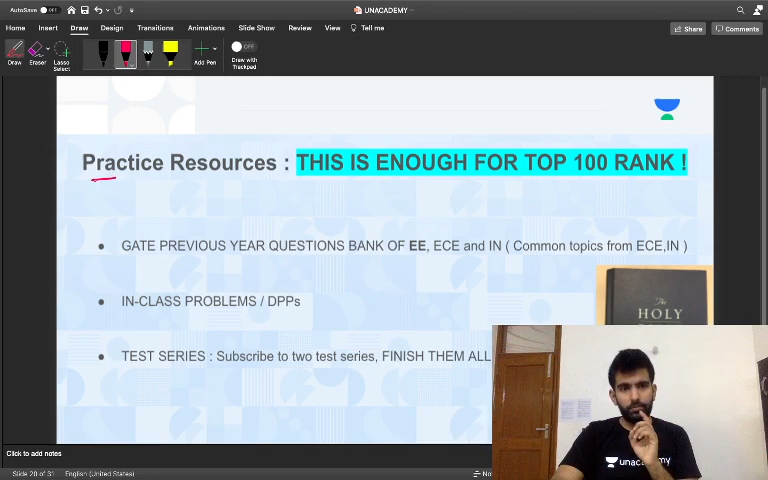 AutoSave OFF
UNACADEMY
Home Insert Draw Design Transitions Animations Slide Show Review View Tell me
Share Comments
Draw Eraser Lasso Select Add Pen OFF Draw with Trackpad
Practice Resources : THIS IS ENOUGH FOR TOP 100 RANK !
• GATE PREVIOUS YEAR QUESTIONS BANK OF EE, ECE and IN ( Common topics from ECE,IN )
• IN-CLASS PROBLEMS / DPPs
The
HOLY
• TEST SERIES : Subscribe to two test series, FINISH THEM ALL
unacademy
Click to add notes
Slide 20 of 31 English (United States)